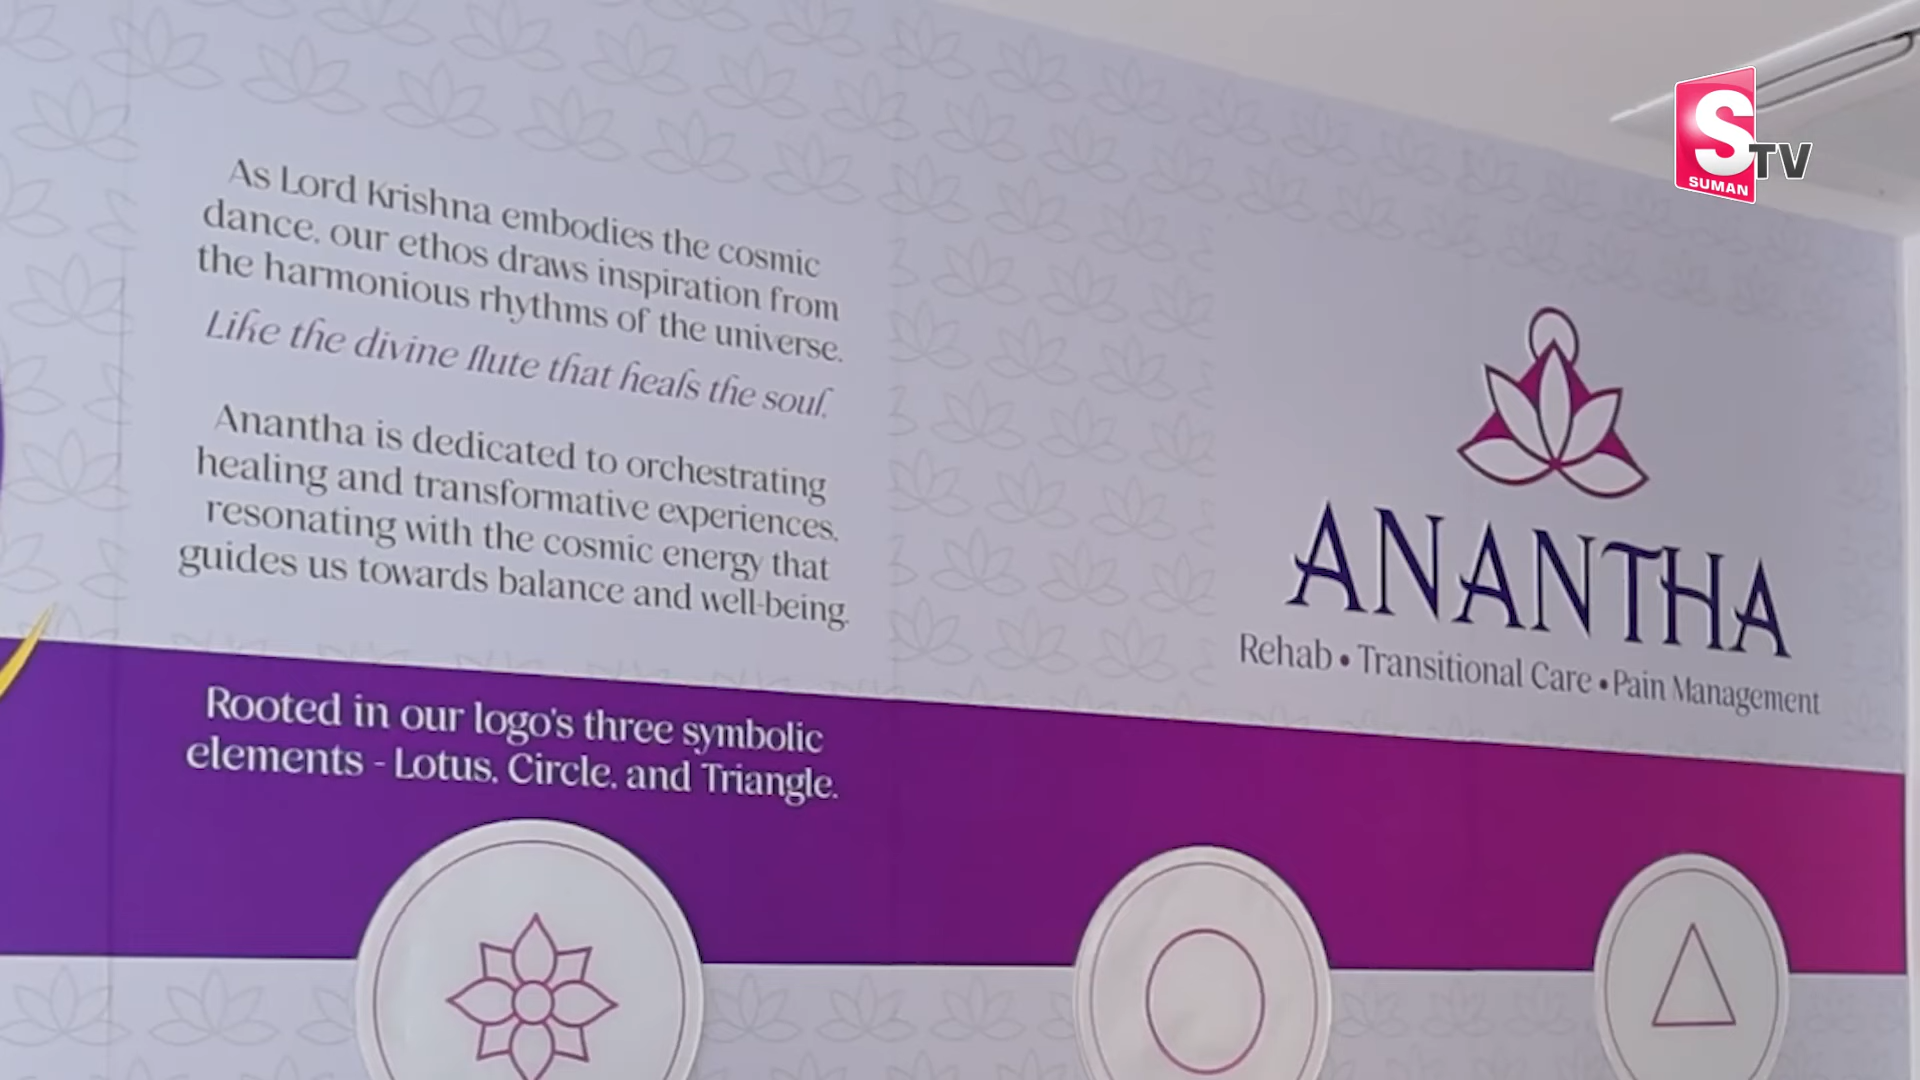 As Lord Krishna embodies the cosmic
dance, our ethos draws inspiration from
the harmonious rhythms of the universe.
Like the divine flute that heals the soul.
Anantha is dedicated to orchestrating
healing and transformative experiences,
resonating with the cosmic energy that
guides us towards balance and well-being.
Rooted in our logo's three symbolic
elements - Lotus, Circle, and Triangle.
ANANTHA
Rehab • Transitional Care • Pain Management
S TV
SUMAN